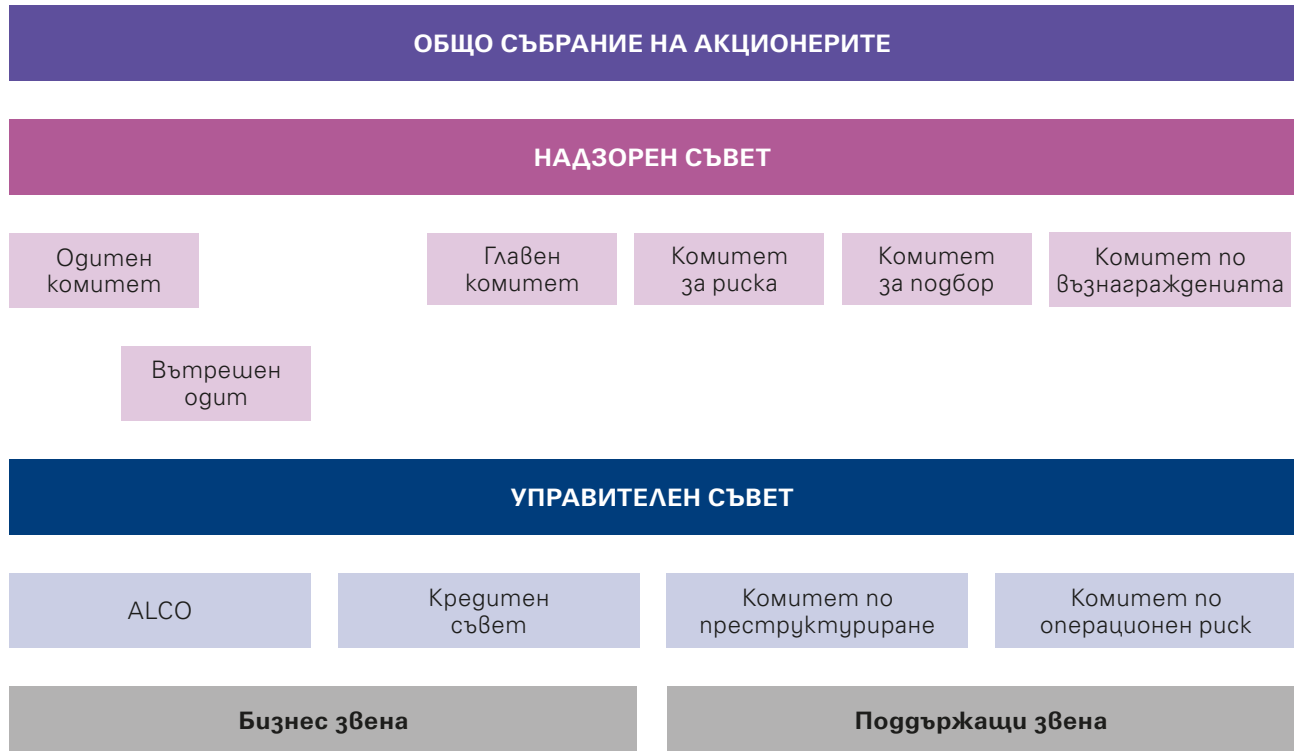 ОБЩО СЪБРАНИЕ НА АКЦИОНЕРИТЕ
НАДЗОРЕН СЪВЕТ
Одитен
комитет
Главен
комитет
Комитет
за риска
Комитет
за подбор
Комитет по
възнагражденията
Вътрешен
одит
УПРАВИТЕЛЕН СЪВЕТ
ALCO
Кредитен
съвет
Комитет по
преструктуриране
Комитет по
операционен риск
Бизнес звена
Поддържащи звена